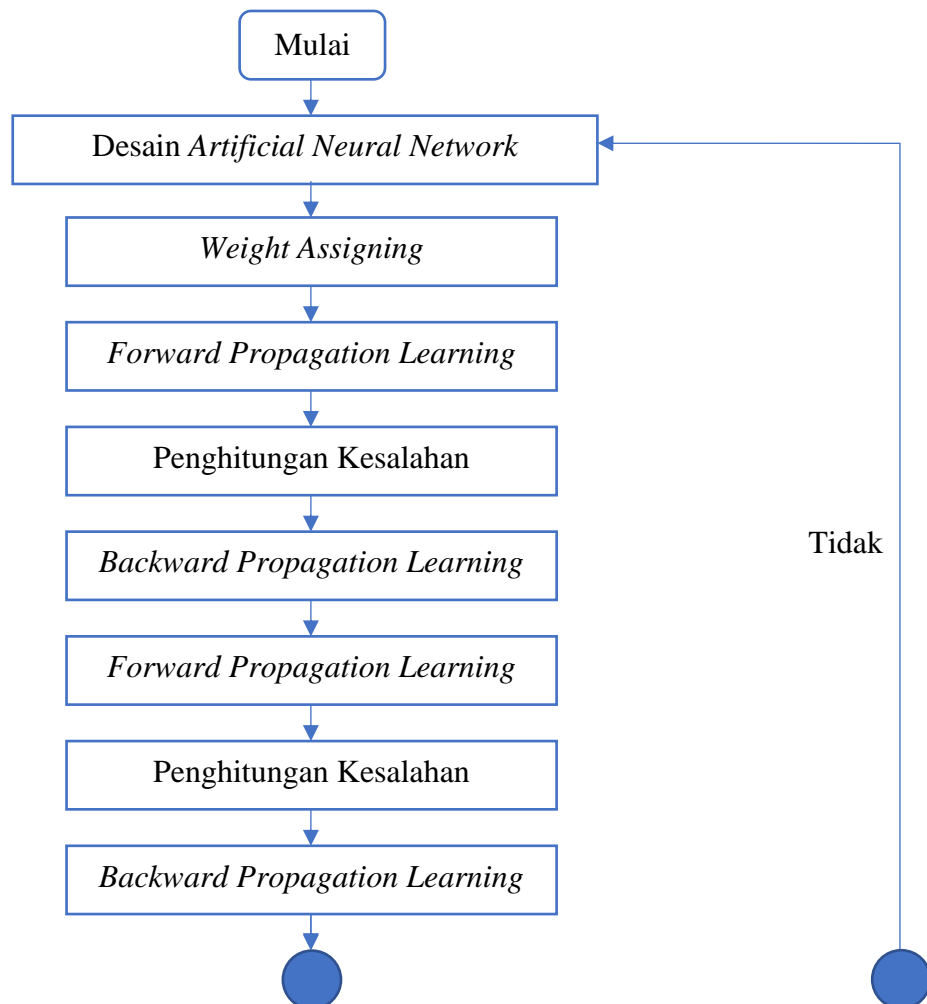 Mulai
Desain Artificial Neural Network
Weight Assigning
Forward Propagation Learning
Penghitungan Kesalahan
Backward Propagation Learning
Tidak
Forward Propagation Learning
Penghitungan Kesalahan
Backward Propagation Learning